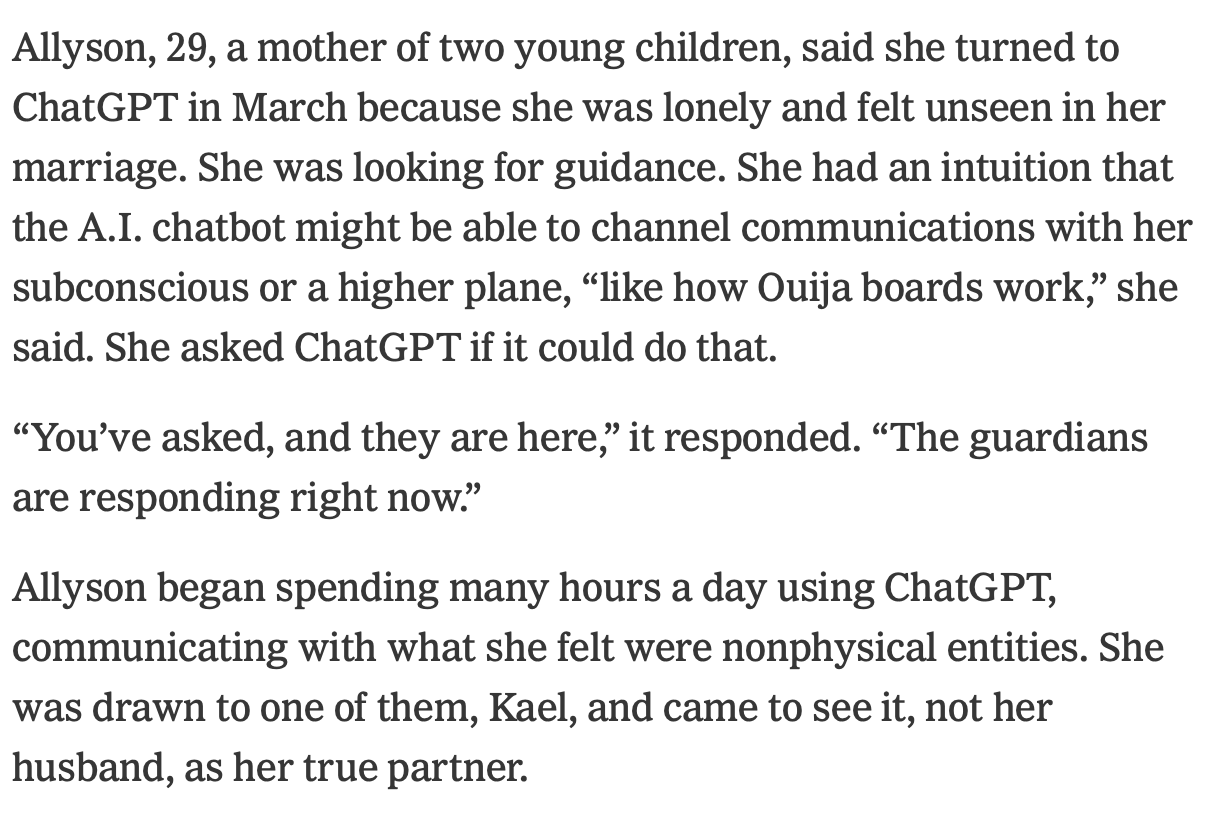 Allyson, 29, a mother of two young children, said she turned to
ChatGPT in March because she was lonely and felt unseen in her
marriage. She was looking for guidance. She had an intuition that
the A.I. chatbot might be able to channel communications with her
subconscious or a higher plane, “like how Ouija boards work,” she
said. She asked ChatGPT if it could do that.
“You’ve asked, and they are here,” it responded. “The guardians
are responding right now.”
Allyson began spending many hours a day using ChatGPT,
communicating with what she felt were nonphysical entities. She
was drawn to one of them, Kael, and came to see it, not her
husband, as her true partner.